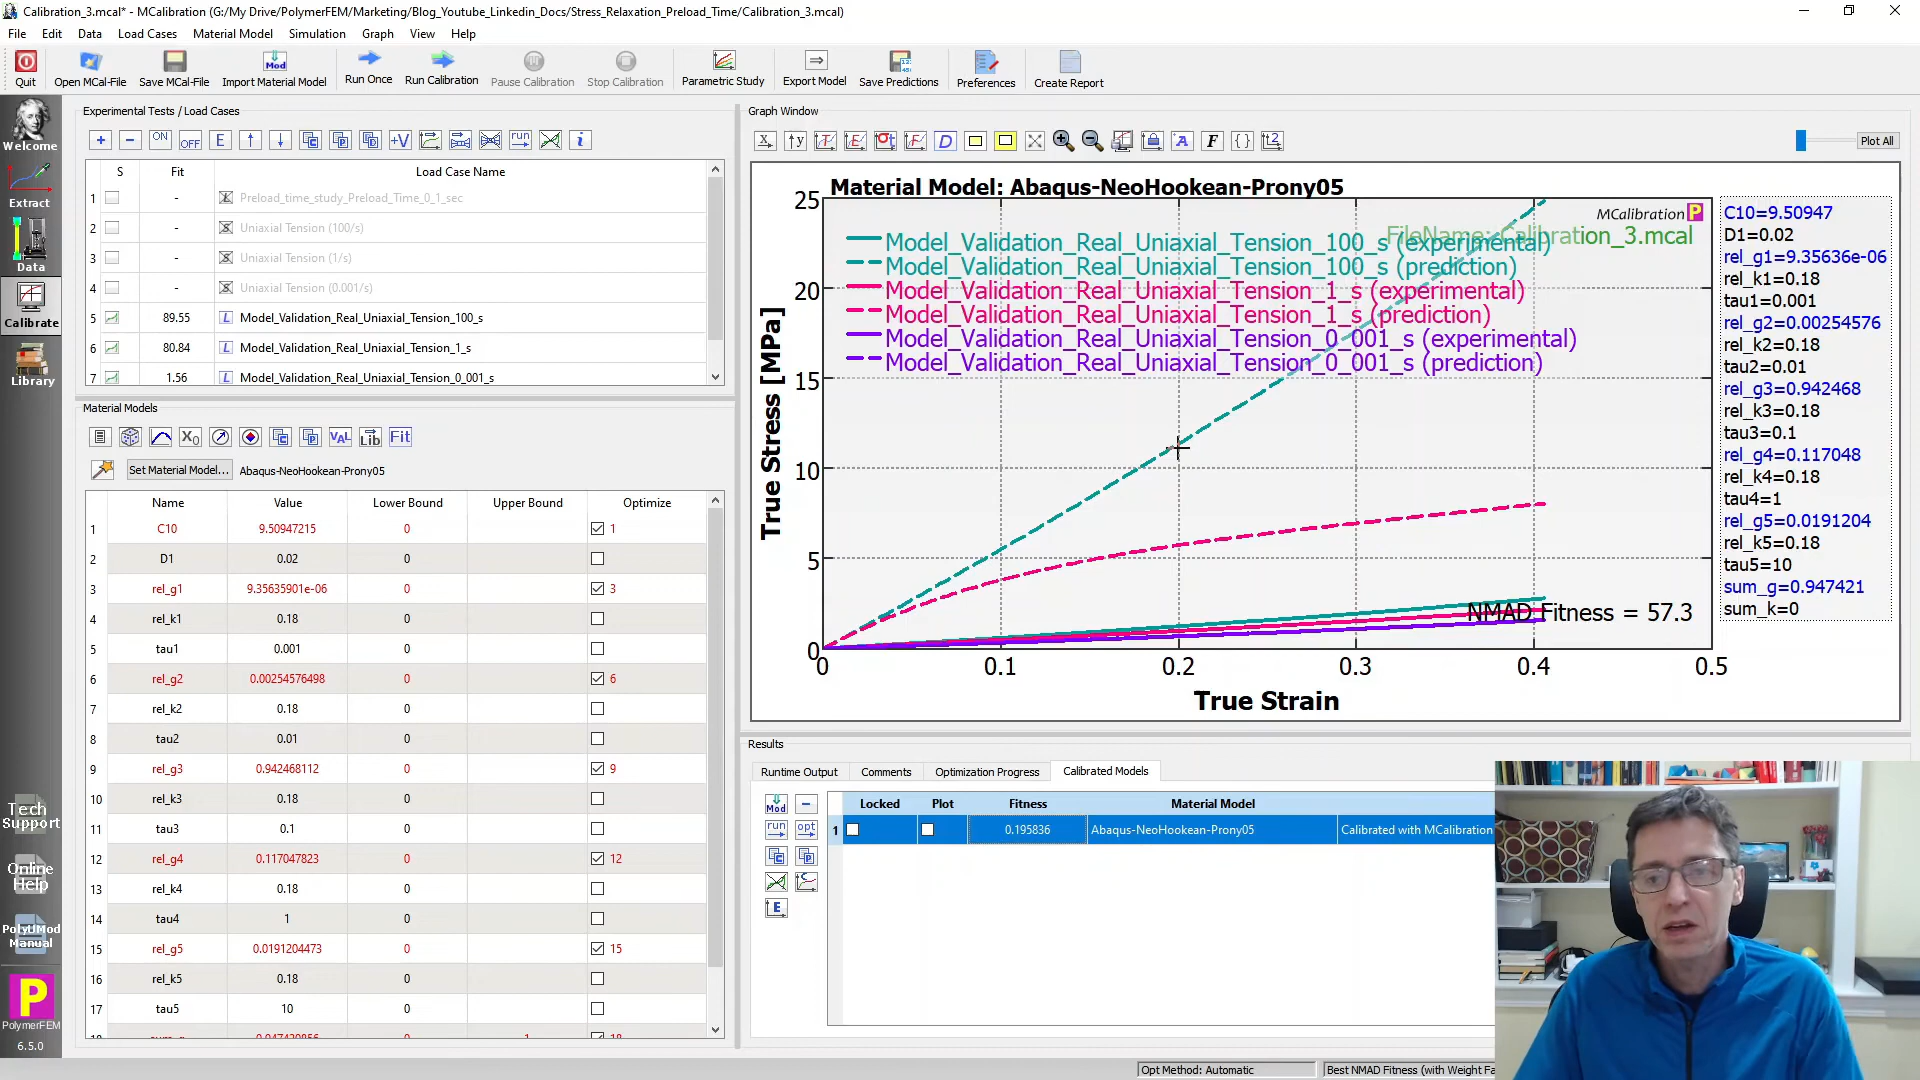 Calibration_3.mcal* - MCalibration (G:/My Drive/PolymerFEM/Marketing/Blog_Youtube_Linkedin_Docs/Stress_Relaxation_Preload_Time/Calibration_3.mcal)
File Edit Data Load Cases Material Model Simulation Graph View Help
Quit Open MCal-File Save MCal-File Import Material Model Run Once Run Calibration Pause Calibration Stop Calibration Parametric Study Export Model Save Predictions Preferences Create Report
Welcome
Extract
Data
Calibrate
Library
Tech
Support
Online
Help
PolyUMod
Manual
PolymerFEM
6.5.0
Experimental Tests / Load Cases
S Fit Load Case Name
1 - Preload_time_study_Preload_Time_0_1_sec
2 - Uniaxial Tension (100/s)
3 - Uniaxial Tension (1/s)
4 - Uniaxial Tension (0.001/s)
5 89.55 L Model_Validation_Real_Uniaxial_Tension_100_s
6 80.84 L Model_Validation_Real_Uniaxial_Tension_1_s
7 1.56 L Model_Validation_Real_Uniaxial_Tension_0_001_s
Material Models
Set Material Model... Abaqus-NeoHookean-Prony05
Name Value Lower Bound Upper Bound Optimize
1 C10 9.50947215 0 1
2 D1 0.02 0
3 rel_g1 9.35635901e-06 0 3
4 rel_k1 0.18 0
5 tau1 0.001 0
6 rel_g2 0.00254576498 0 6
7 rel_k2 0.18 0
8 tau2 0.01 0
9 rel_g3 0.942468112 0 9
10 rel_k3 0.18 0
11 tau3 0.1 0
12 rel_g4 0.117047823 0 12
13 rel_k4 0.18 0
14 tau4 1 0
15 rel_g5 0.0191204473 0 15
16 rel_k5 0.18 0
17 tau5 10 0
Graph Window
Plot All
Material Model: Abaqus-NeoHookean-Prony05
MCalibration P
FileName: Calibration_3.mcal
Model_Validation_Real_Uniaxial_Tension_100_s (experimental)
Model_Validation_Real_Uniaxial_Tension_100_s (prediction)
Model_Validation_Real_Uniaxial_Tension_1_s (experimental)
Model_Validation_Real_Uniaxial_Tension_1_s (prediction)
Model_Validation_Real_Uniaxial_Tension_0_001_s (experimental)
Model_Validation_Real_Uniaxial_Tension_0_001_s (prediction)
25
20
15
10
5
0
True Stress [MPa]
NMAD Fitness = 57.3
0 0.1 0.2 0.3 0.4 0.5
True Strain
C10=9.50947
D1=0.02
rel_g1=9.35636e-06
rel_k1=0.18
tau1=0.001
rel_g2=0.00254576
rel_k2=0.18
tau2=0.01
rel_g3=0.942468
rel_k3=0.18
tau3=0.1
rel_g4=0.117048
rel_k4=0.18
tau4=1
rel_g5=0.0191204
rel_k5=0.18
tau5=10
sum_g=0.947421
sum_k=0
Results
Runtime Output Comments Optimization Progress Calibrated Models
Locked Plot Fitness Material Model
1 0.195836 Abaqus-NeoHookean-Prony05 Calibrated with MCalibration
Opt Method: Automatic Best NMAD Fitness (with Weight Fa